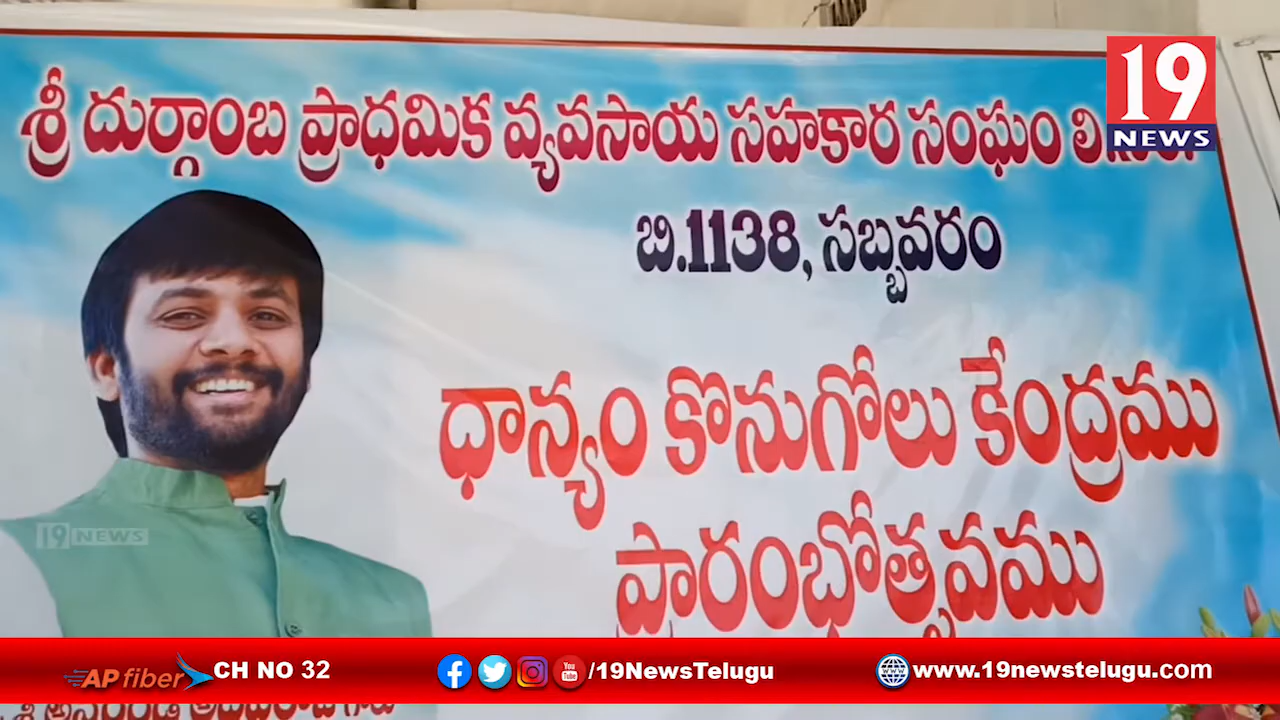 శ్రీ దుర్గాంబ ప్రాథమిక వ్యవసాయ సహకార సంఘం
బి.1138, సబ్బవరం
ధాన్యం కొనుగోలు కేంద్రము
ప్రారంభోత్సవము
19
NEWS
19 NEWS
AP fiber CH NO 32
/19NewsTelugu
www.19newstelugu.com